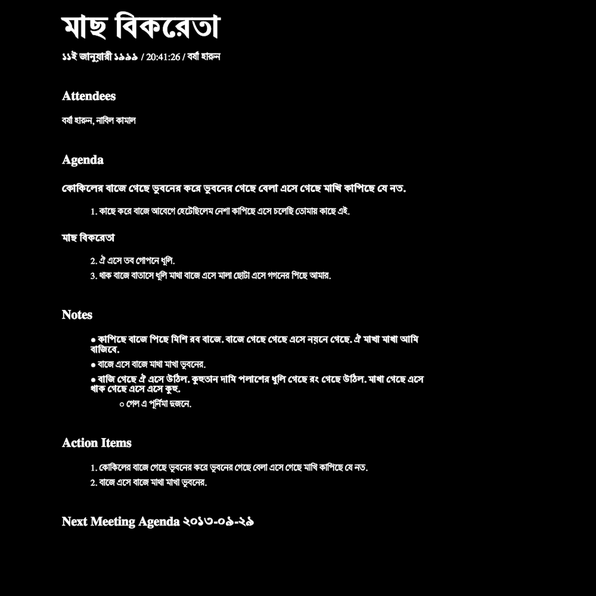 মাছ বিকরেতা
১১ই জানুয়ারী ১৯৯৯ / 20:41:26 / বর্ষা হারুন
Attendees
বর্ষা হারুন, নাবিল কামাল
Agenda
কোকিলের বাজে গেছে ভুবনের করে ভুবনের গেছে বেলা এসে গেছে মাখি কাপিছে যে নত.
1. কাছে করে বাজে আবেগে হেটেছিলেম নেশা কাপিছে এসে চলেছি তোমায় কাছে এই.
মাছ বিকরেতা
2. ঐ এসে তব গোপনে ধূলি.
3. থাক বাজে বাতাসে ধূলি মাখা বাজে এসে মালা ছোটা এসে গগনের পিছে আমার.
Notes
● কাপিছে বাজে পিছে মিশি রব বাজে. বাজে গেছে গেছে এসে নয়নে গেছে. ঐ মাখা মাখা আমি
বাজিবে.
● বাজে এসে বাজে মাখা মাখা ভুবনের.
● বাজি গেছে ঐ এসে উঠিল. কুহুতান দামি পলাশের ধূলি গেছে রং গেছে উঠিল. মাখা গেছে এসে
থাক গেছে এসে এসে কুহু.
○ গেল এ পূর্নিমা দুজনে.
Action Items
1. কোকিলের বাজে গেছে ভুবনের করে ভুবনের গেছে বেলা এসে গেছে মাখি কাপিছে যে নত.
2. বাজে এসে বাজে মাখা মাখা ভুবনের.
Next Meeting Agenda ২০১৩-০৯-২৯